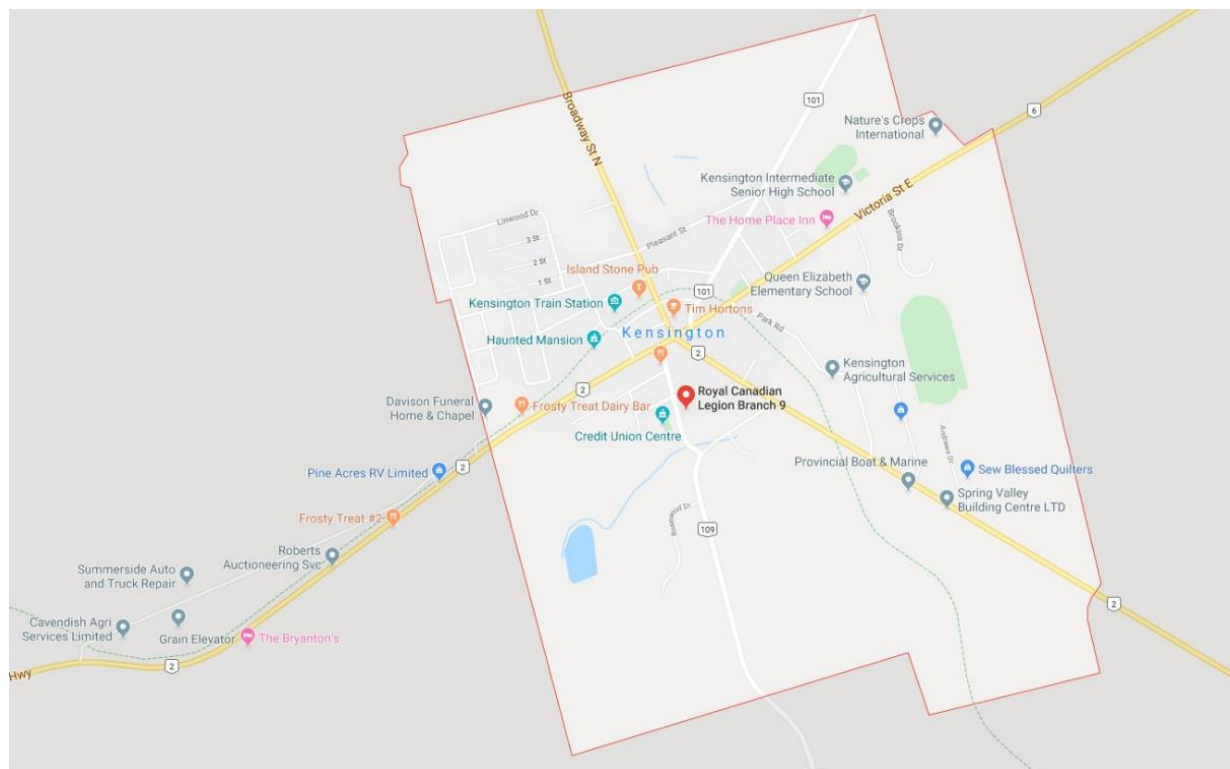 101
6
Nature's Crops
International
Broadway St N
Kensington Intermediate
Senior High School
Victoria St E
Linwood Dr
The Home Place Inn
Brookins Dr
3 St
Pleasant St
2 St
Island Stone Pub
1 St
Queen Elizabeth
Elementary School
101
Kensington Train Station
Tim Hortons
Park Rd
Kensington
Haunted Mansion
2
Kensington
Agricultural Services
2
Royal Canadian
Legion Branch 9
Davison Funeral
Home & Chapel
Frosty Treat Dairy Bar
Credit Union Centre
Andrews Dr
Provincial Boat & Marine
2
Pine Acres RV Limited
Sew Blessed Quilters
Spring Valley
Building Centre LTD
Frosty Treat #2
109
Roberts
Auctioneering Svc
Summerside Auto
and Truck Repair
2
Cavendish Agri
Services Limited
Grain Elevator
The Bryanton's
2
Hwy